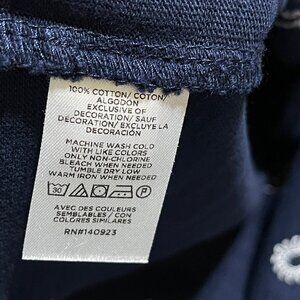 100% COTTON/ COTON/
ALGODON
EXCLUSIVE OF
DECORATION/ SAUF
DECORATION/ EXCLUYE LA
DECORACIÓN
MACHINE WASH COLD
WITH LIKE COLORS
ONLY NON-CHLORINE
BLEACH WHEN NEEDED
TUMBLE DRY LOW
WARM IRON WHEN NEEDED
30
AVEC DES COULEURS
SEMBLABLES / CON
COLORES SIMILARES
RN#140923